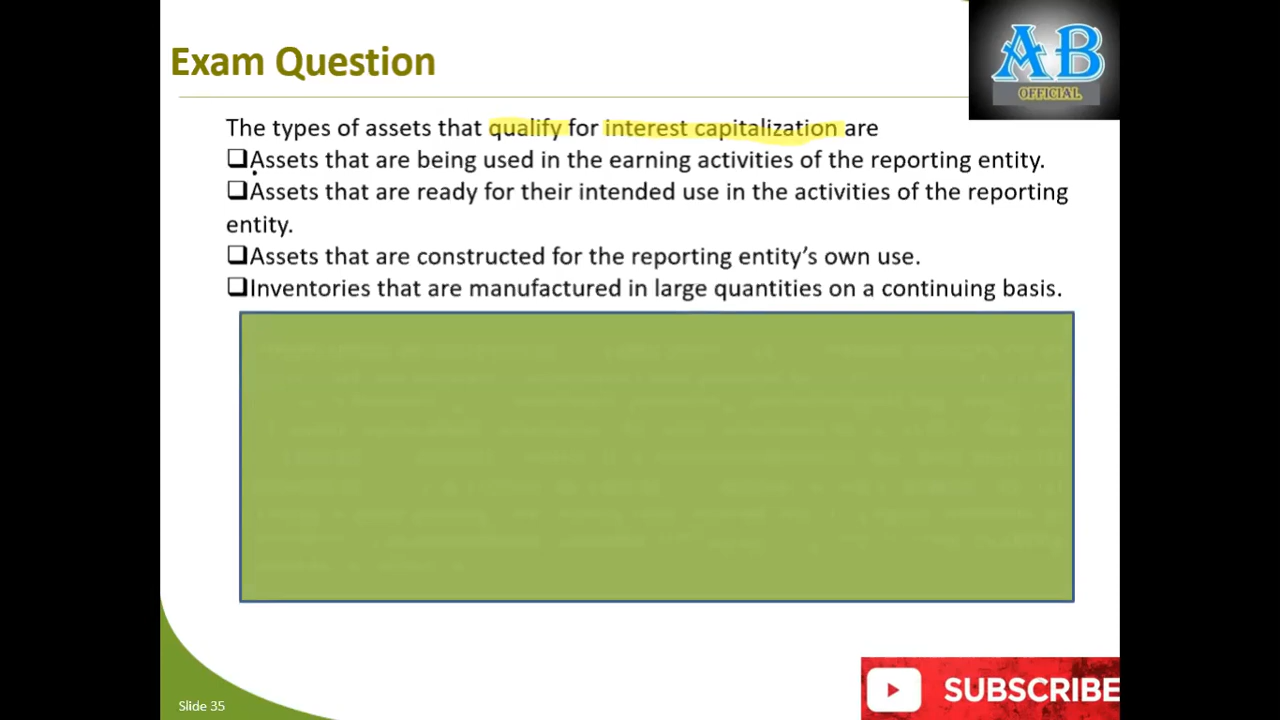 Exam Question
AB
OFFICIAL
The types of assets that qualify for interest capitalization are
❑Assets that are being used in the earning activities of the reporting entity.
❑Assets that are ready for their intended use in the activities of the reporting
entity.
❑Assets that are constructed for the reporting entity’s own use.
❑Inventories that are manufactured in large quantities on a continuing basis.
Slide 35
SUBSCRIBE